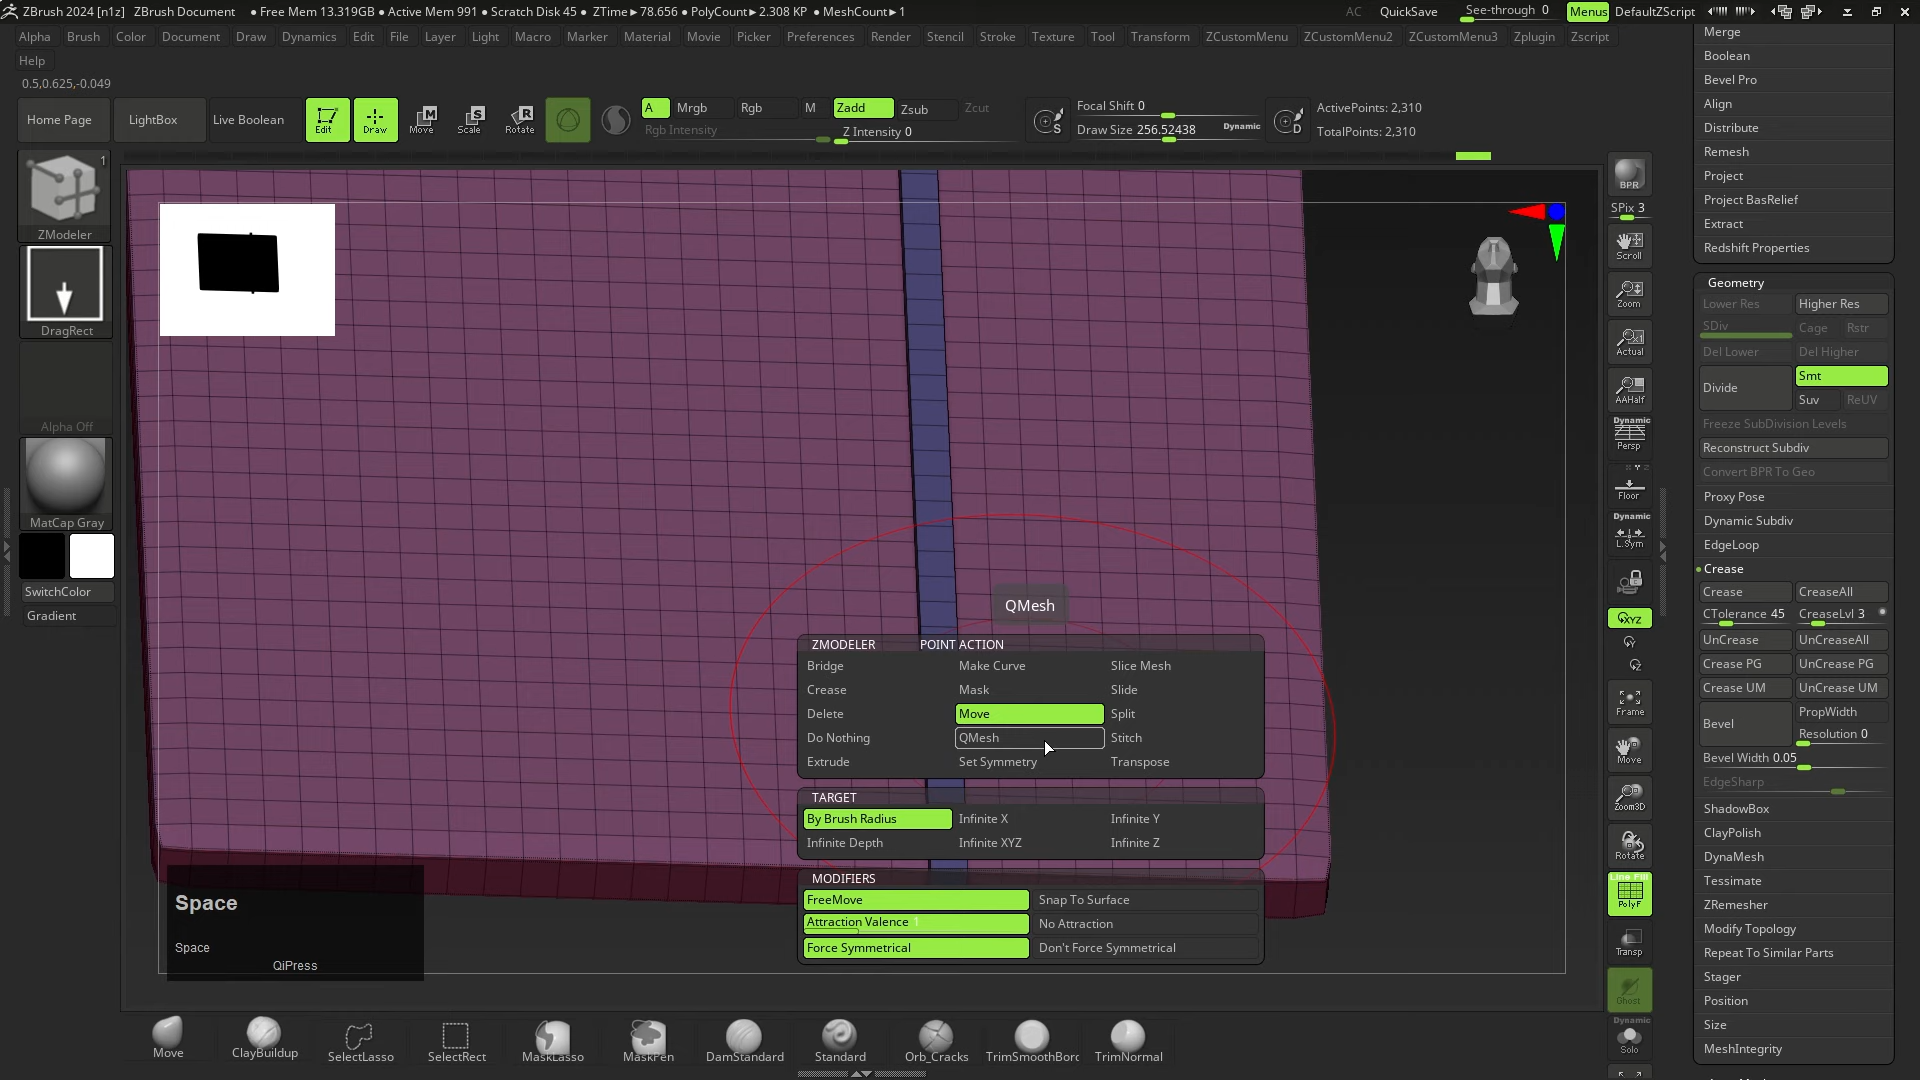 ZBrush 2024 [n1z] ZBrush Document ● Free Mem 13.319GB ● Active Mem 991 ● Scratch Disk 45 ● ZTime►78.656 ● PolyCount►2.308 KP ● MeshCount►1 AC QuickSave See-through 0 Menus DefaultZScript
Alpha Brush Color Document Draw Dynamics Edit File Layer Light Macro Marker Material Movie Picker Preferences Render Stencil Stroke Texture Tool Transform ZCustomMenu ZCustomMenu2 ZCustomMenu3 Zplugin Zscript
Help
0.5,0.625,-0.049
Home Page LightBox Live Boolean Edit Draw Move Scale Rotate
A Mrgb Rgb M Zadd Zsub Zcut
Rgb Intensity Z Intensity 0
S Focal Shift 0
Draw Size 256.52438 Dynamic D
ActivePoints: 2,310
TotalPoints: 2,310
1
ZModeler
DragRect
Alpha Off
MatCap Gray
SwitchColor
Gradient
QMesh
ZMODELER POINT ACTION
Bridge Make Curve Slice Mesh
Crease Mask Slide
Delete Move Split
Do Nothing QMesh Stitch
Extrude Set Symmetry Transpose
TARGET
By Brush Radius Infinite X Infinite Y
Infinite Depth Infinite XYZ Infinite Z
MODIFIERS
FreeMove Snap To Surface
Attraction Valence 1 No Attraction
Force Symmetrical Don't Force Symmetrical
Space
Space
QiPress
Move ClayBuildup SelectLasso SelectRect MaskLasso MaskPen DamStandard Standard Orb_Cracks TrimSmoothBorc TrimNormal
BPR
SPix 3
Scroll
Zoom
Actual
AAHalf
Dynamic
Persp
Floor
Dynamic
L.Sym
XYZ
Frame
Move
Zoom3D
Rotate
Line Fill
PolyF
Transp
Ghost
Dynamic
Solo
Merge
Boolean
Bevel Pro
Align
Distribute
Remesh
Project
Project BasRelief
Extract
Redshift Properties
Geometry
Lower Res Higher Res
SDiv Cage Rstr
Del Lower Del Higher
Divide Smt
Suv ReUV
Freeze SubDivision Levels
Reconstruct Subdiv
Convert BPR To Geo
Proxy Pose
Dynamic Subdiv
EdgeLoop
Crease
Crease CreaseAll
CTolerance 45 CreaseLvl 3
UnCrease UnCreaseAll
Crease PG UnCrease PG
Crease UM UnCrease UM
Bevel PropWidth
Resolution 0
Bevel Width 0.05
EdgeSharp
ShadowBox
ClayPolish
DynaMesh
Tessimate
ZRemesher
Modify Topology
Repeat To Similar Parts
Stager
Position
Size
MeshIntegrity